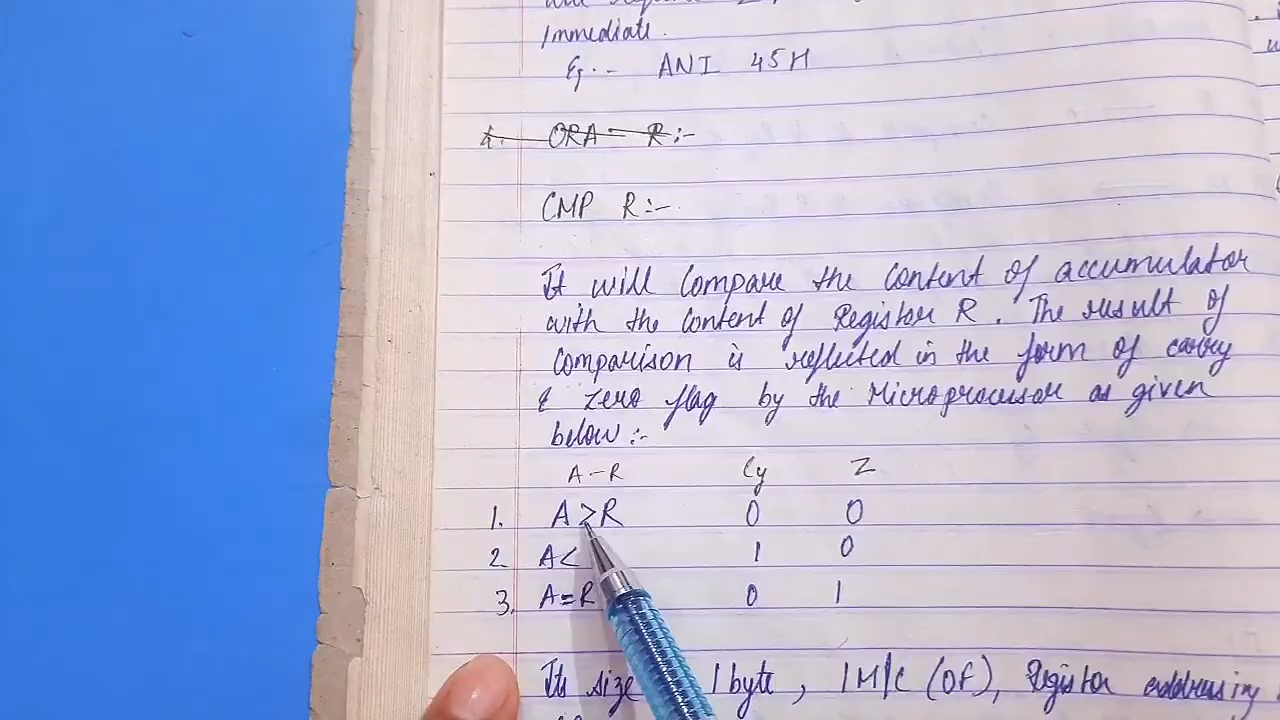 Immediate.
Eg. - ANI 45H
4. ORA - R :-
CMP R :-
It will compare the content of accumulator
with the content of Register R. The result of
comparison is reflected in the form of carry
& zero flag by the Microprocessor as given
below :-
A - R Cy Z
1. A > R 0 0
2 A < 1 0
3. A = R 0 1
Its size 1 byte, 1 M/C (OF), Register addressing